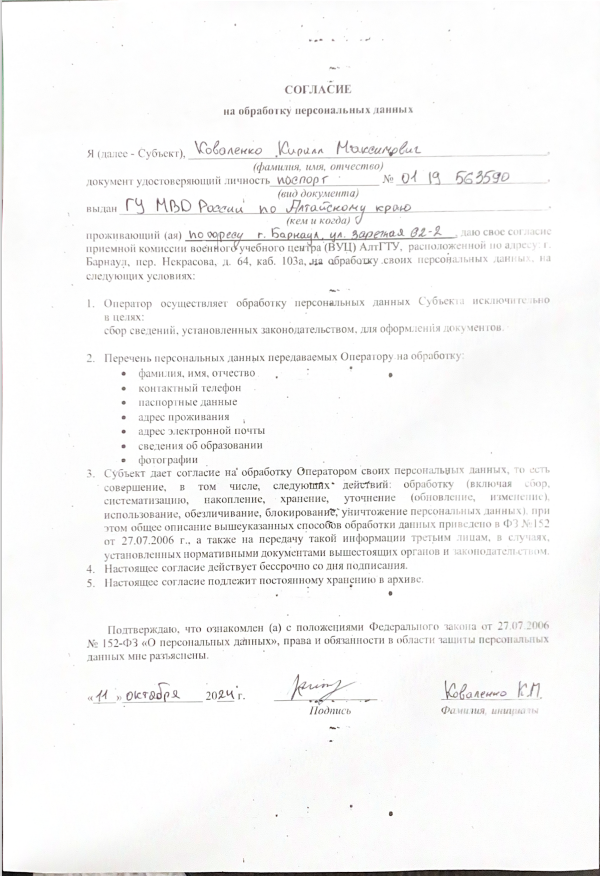 СОГЛАСИЕ
на обработку персональных данных
Я (далее - Субъект), Коваленко Кирилл Максимович,
(фамилия, имя, отчество)
документ удостоверяющий личность паспорт № 01 19 563590,
(вид документа)
выдан ГУ МВД России по Алтайскому краю
(кем и когда)
проживающий (ая) по адресу г. Барнаул, ул. 92-2, даю свое согласие
приемной комиссии военного учебного центра (ВУЦ) АлтГТУ, расположенной по адресу: г.
Барнаул, пер. Некрасова, д. 64, каб. 103а, на обработку своих персональных данных, на
следующих условиях:
1. Оператор осуществляет обработку персональных данных Субъекта исключительно
в целях:
сбор сведений, установленных законодательством, для оформления документов.
2. Перечень персональных данных передаваемых Оператору на обработку:
• фамилия, имя, отчество
• контактный телефон
• паспортные данные
• адрес проживания
• адрес электронной почты
• сведения об образовании
• фотографии
3. Субъект дает согласие на обработку Оператором своих персональных данных, то есть
совершение, в том числе, следующих действий: обработку (включая сбор,
систематизацию, накопление, хранение, уточнение (обновление, изменение),
использование, обезличивание, блокирование, уничтожение персональных данных), при
этом общее описание вышеуказанных способов обработки данных приведено в ФЗ №152
от 27.07.2006 г., а также на передачу такой информации третьим лицам, в случаях,
установленных нормативными документами вышестоящих органов и законодательством.
4. Настоящее согласие действует бессрочно со дня подписания.
5. Настоящее согласие подлежит постоянному хранению в архиве.
Подтверждаю, что ознакомлен (а) с положениями Федерального закона от 27.07.2006
№ 152-ФЗ «О персональных данных», права и обязанности в области защиты персональных
данных мне разъяснены.
«11 » октября 2024 г. Коваленко К.М.
Подпись Фамилия, инициалы